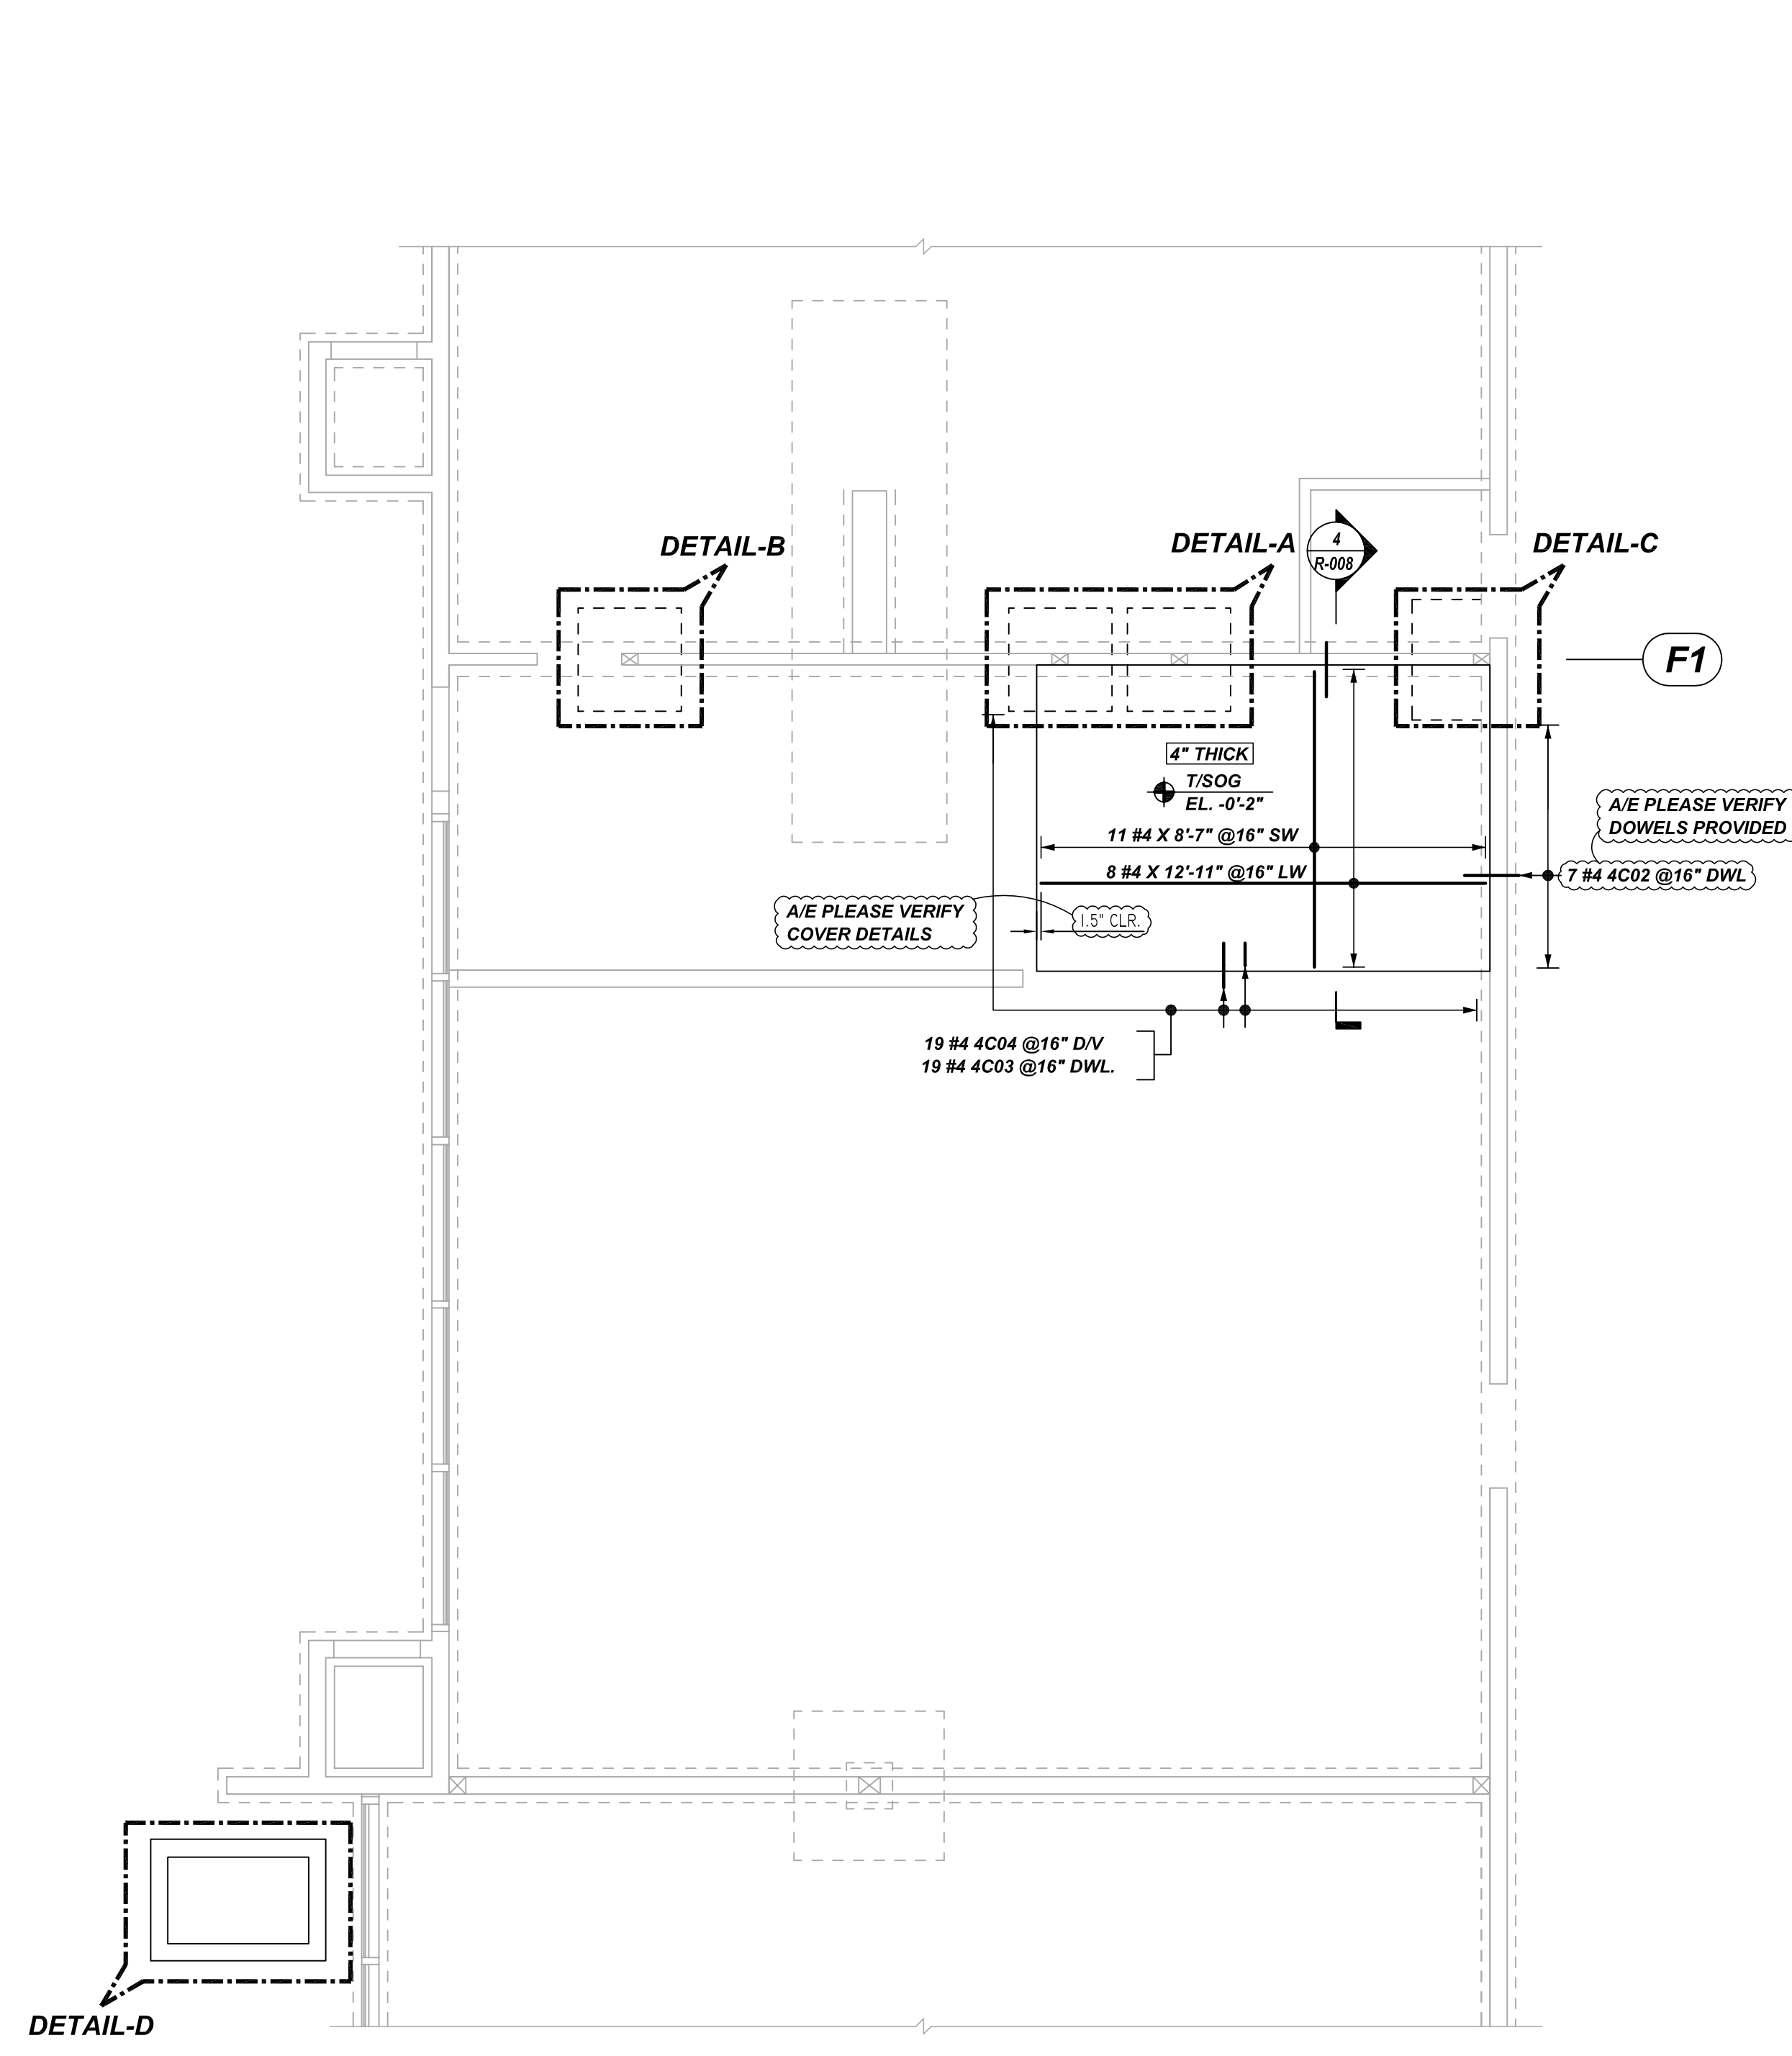 DETAIL-B
DETAIL-A
4
R-008
DETAIL-C
F1
4" THICK
T/SOG
EL. -0'-2"
A/E PLEASE VERIFY
DOWELS PROVIDED
11 #4 X 8'-7" @16" SW
8 #4 X 12'-11" @16" LW
7 #4 4C02 @16" DWL
A/E PLEASE VERIFY
COVER DETAILS
1.5" CLR.
19 #4 4C04 @16" D/V
19 #4 4C03 @16" DWL.
DETAIL-D